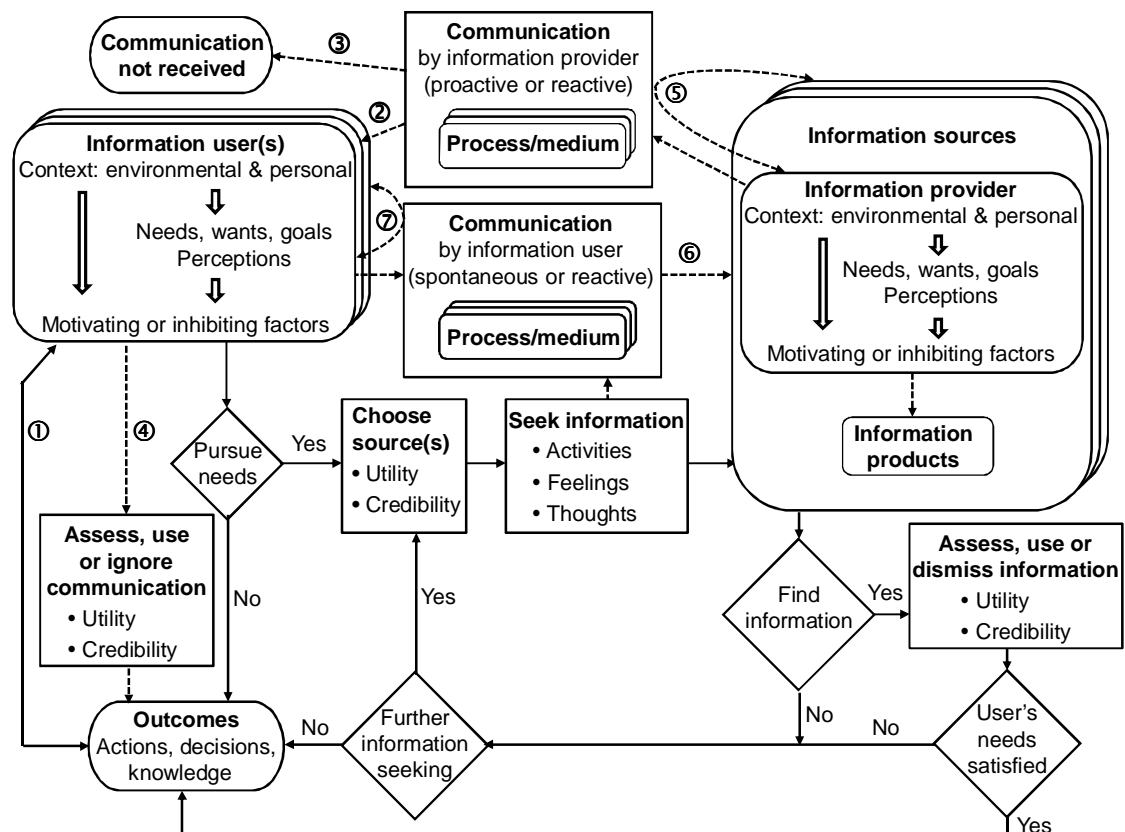 Communication
not received
③
Communication
by information provider
(proactive or reactive)
Process/medium
⑤
②
Information user(s)
Context: environmental & personal
Needs, wants, goals
Perceptions
Motivating or inhibiting factors
⑦
Communication
by information user
(spontaneous or reactive)
Process/medium
⑥
Information sources
Information provider
Context: environmental & personal
Needs, wants, goals
Perceptions
Motivating or inhibiting factors
Information
products
①
④
Pursue
needs
Yes
No
Choose
source(s)
• Utility
• Credibility
Seek information
• Activities
• Feelings
• Thoughts
Assess, use
or ignore
communication
• Utility
• Credibility
Yes
Find
information
Yes
No
Assess, use or
dismiss information
• Utility
• Credibility
Outcomes
Actions, decisions,
knowledge
No
Further
information
seeking
No
User's
needs
satisfied
Yes